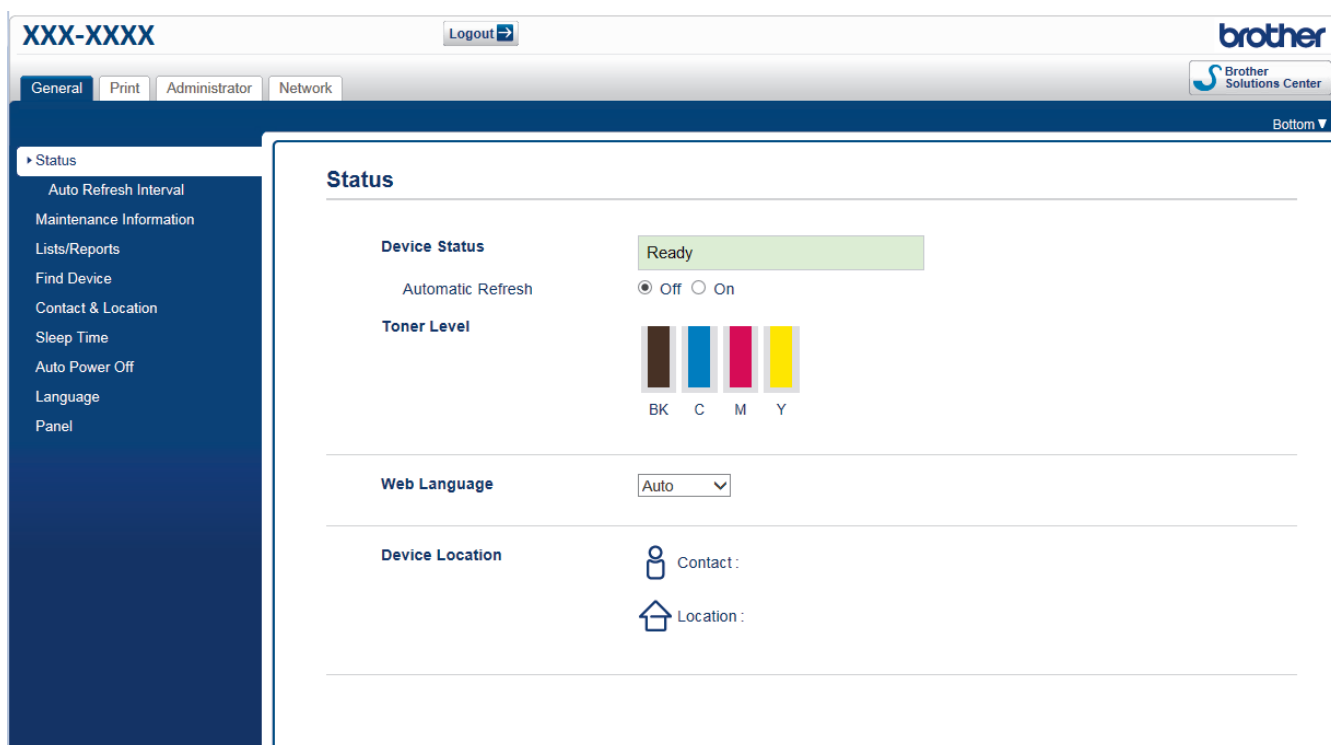 XXX-XXXX
Logout
brother
General Print Administrator Network
Brother
Solutions Center
Bottom▼
Status
Auto Refresh Interval
Maintenance Information
Lists/Reports
Find Device
Contact & Location
Sleep Time
Auto Power Off
Language
Panel
Status
Device Status Ready
Automatic Refresh Off On
Toner Level
BK C M Y
Web Language Auto
Device Location Contact :
Location :